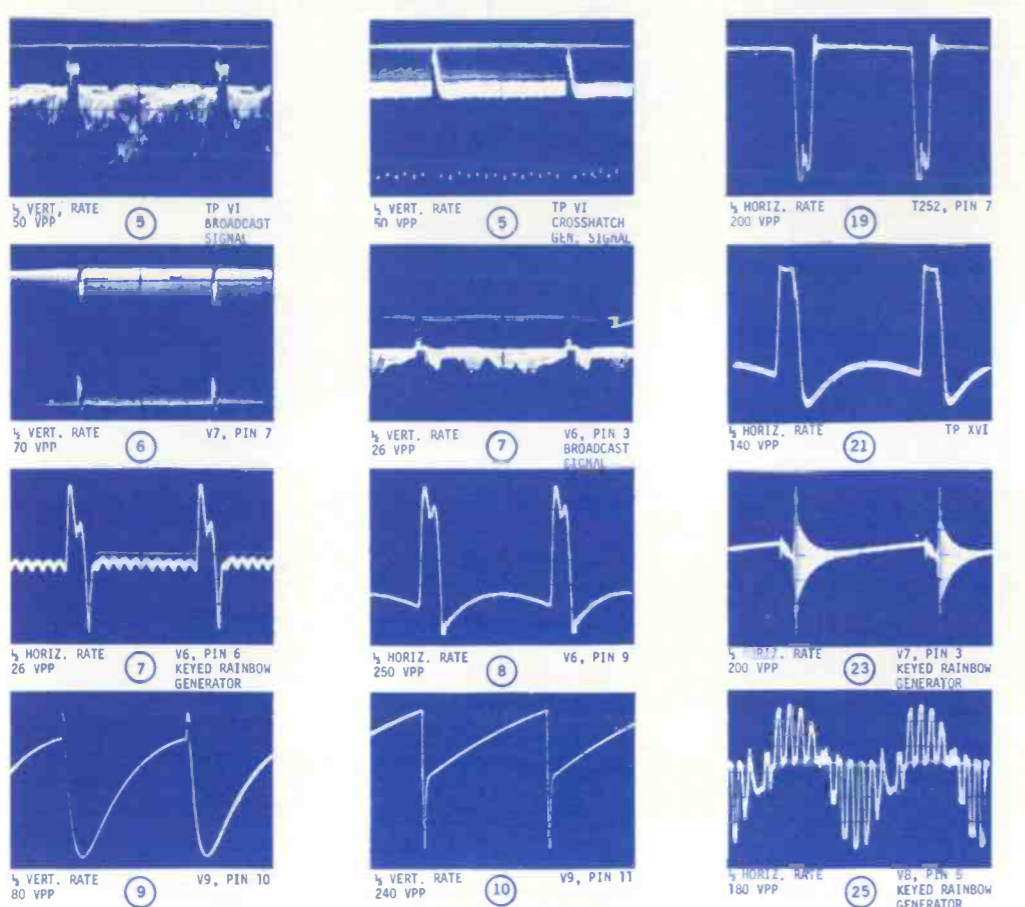 ½ VERT. RATE TP VI
50 VPP 5 BROADCAST
SIGNAL
½ VERT. RATE TP VI
50 VPP 5 CROSSHATCH
GEN. SIGNAL
½ HORIZ. RATE T252, PIN 7
200 VPP 19
½ VERT. RATE V7, PIN 7
70 VPP 6
½ VERT. RATE V6, PIN 3
26 VPP 7 BROADCAST
SIGNAL
½ HORIZ. RATE TP XVI
140 VPP 21
½ HORIZ. RATE V6, PIN 6
26 VPP 7 KEYED RAINBOW
GENERATOR
½ HORIZ. RATE V6, PIN 9
250 VPP 8
½ HORIZ. RATE V7, PIN 3
200 VPP 23 KEYED RAINBOW
GENERATOR
½ VERT. RATE V9, PIN 10
80 VPP 9
½ VERT. RATE V9, PIN 11
240 VPP 10
½ HORIZ. RATE V8, PIN 5
180 VPP 25 KEYED RAINBOW
GENERATOR